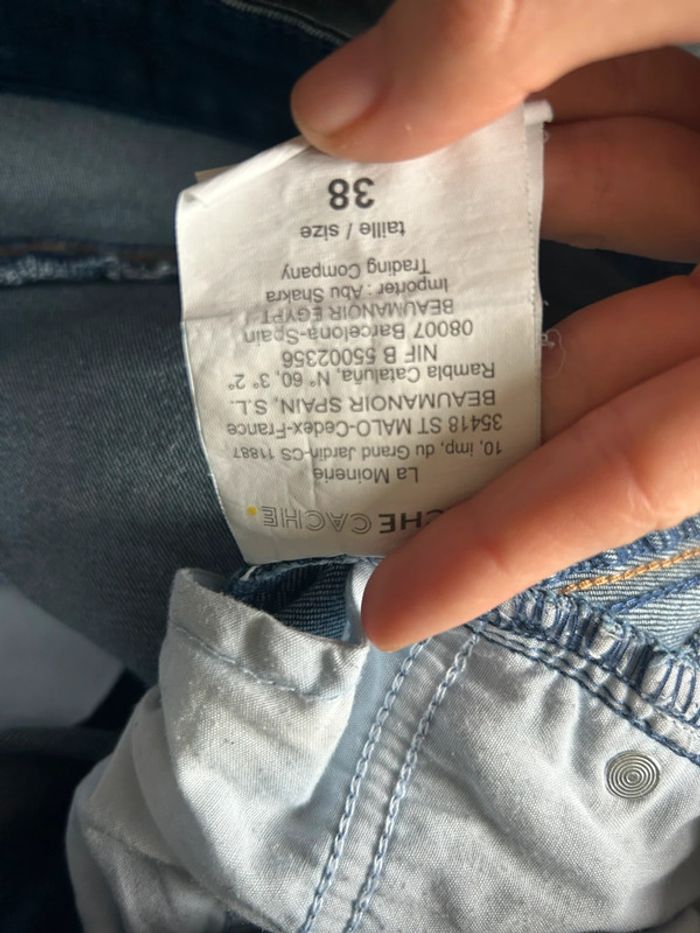 CHE CACHE.
La Moinerie
10, imp, du Grand Jardin-CS 11887
35418 ST MALO-Cedex-France
BEAUMANOIR SPAIN, S.L.
Rambla Cataluña, N° 60, 3° 2°
NIF B 55002356
08007 Barcelona-Spain
BEAUMANOIR EGYPT
Importer : Abu Shakra
Trading Company
taille / size
38